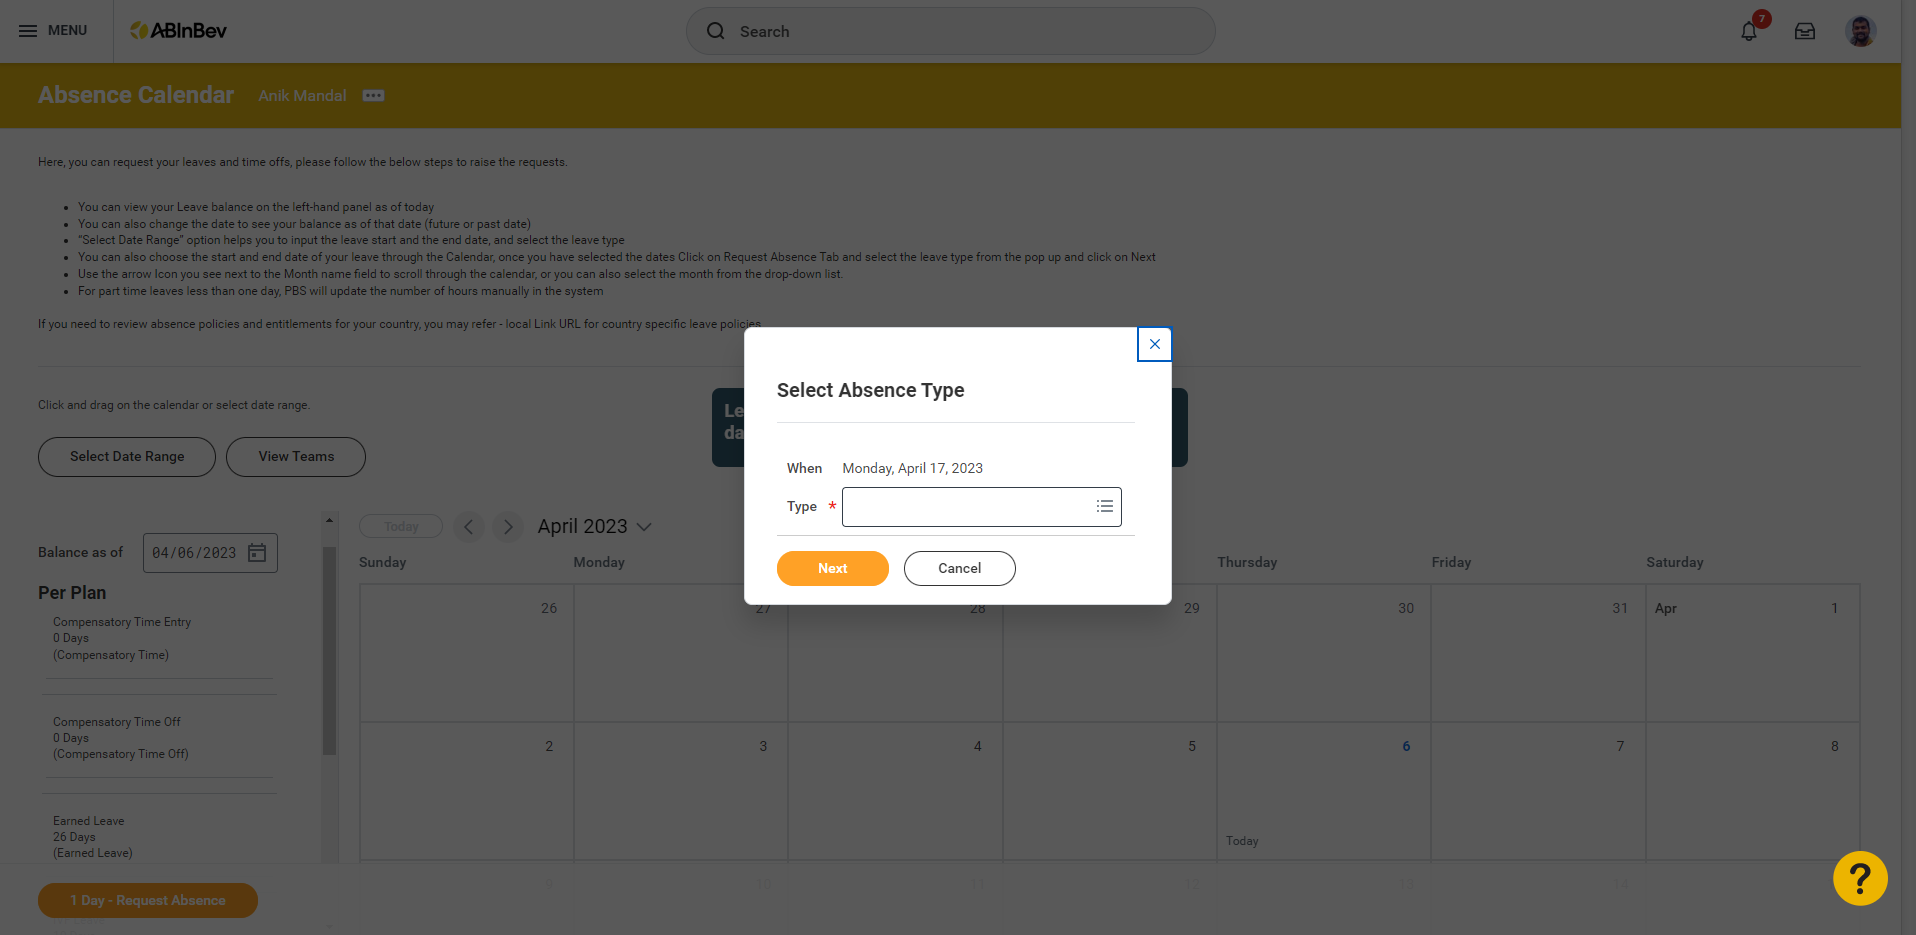 MENU
ABInBev
Search
7
Absence Calendar
Anik Mandal
Here, you can request your leaves and time offs, please follow the below steps to raise the requests.
You can view your Leave balance on the left-hand panel as of today
You can also change the date to see your balance as of that date (future or past date)
"Select Date Range" option helps you to input the leave start and the end date, and select the leave type
You can also choose the start and end date of your leave through the Calendar, once you have selected the dates Click on Request Absence Tab and select the leave type from the pop up and click on Next
Use the arrow Icon you see next to the Month name field to scroll through the calendar, or you can also select the month from the drop-down list.
For part time leaves less than one day, PBS will update the number of hours manually in the system
If you need to review absence policies and entitlements for your country, you may refer - local Link URL for country specific leave policies
Click and drag on the calendar or select date range.
Select Date Range
View Teams
Le
da
Select Absence Type
When Monday, April 17, 2023
Type *
Next
Cancel
Balance as of 04/06/2023
Per Plan
Compensatory Time Entry
0 Days
(Compensatory Time)
Compensatory Time Off
0 Days
(Compensatory Time Off)
Earned Leave
26 Days
(Earned Leave)
1 Day - Request Absence
Today
April 2023
Sunday Monday Thursday Friday Saturday
26 27 28 29 30 31 Apr 1
2 3 4 5 6 7 8
Today
9 10 11 12 13 14
?